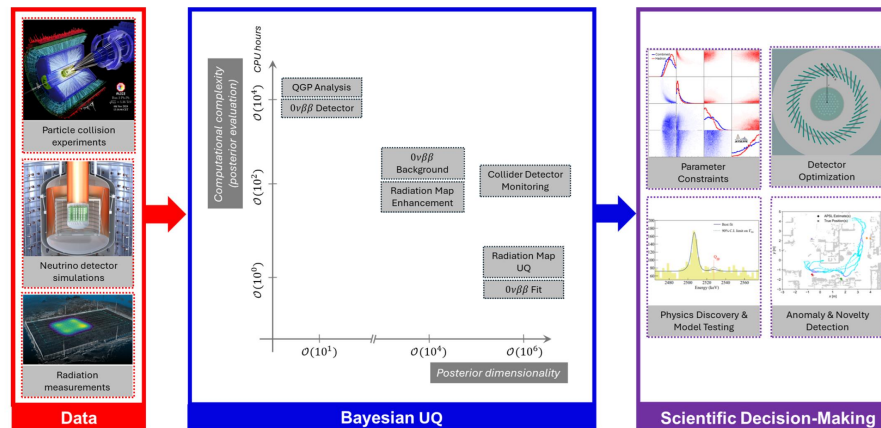 Particle collision
experiments
Neutrino detector
simulations
Radiation
measurements
Data
Computational complexity
(posterior evaluation)
CPU hours
𝒪(10⁴)
𝒪(10²)
𝒪(10⁰)
QGP Analysis
0νββ Detector
0νββ
Background
Radiation Map
Enhancement
Collider Detector
Monitoring
Radiation Map
UQ
0νββ Fit
𝒪(10¹)
𝒪(10⁴)
𝒪(10⁶)
Posterior dimensionality
Bayesian UQ
Parameter
Constraints
Detector
Optimization
Energy (keV)
Physics Discovery &
Model Testing
Anomaly & Novelty
Detection
Scientific Decision-Making